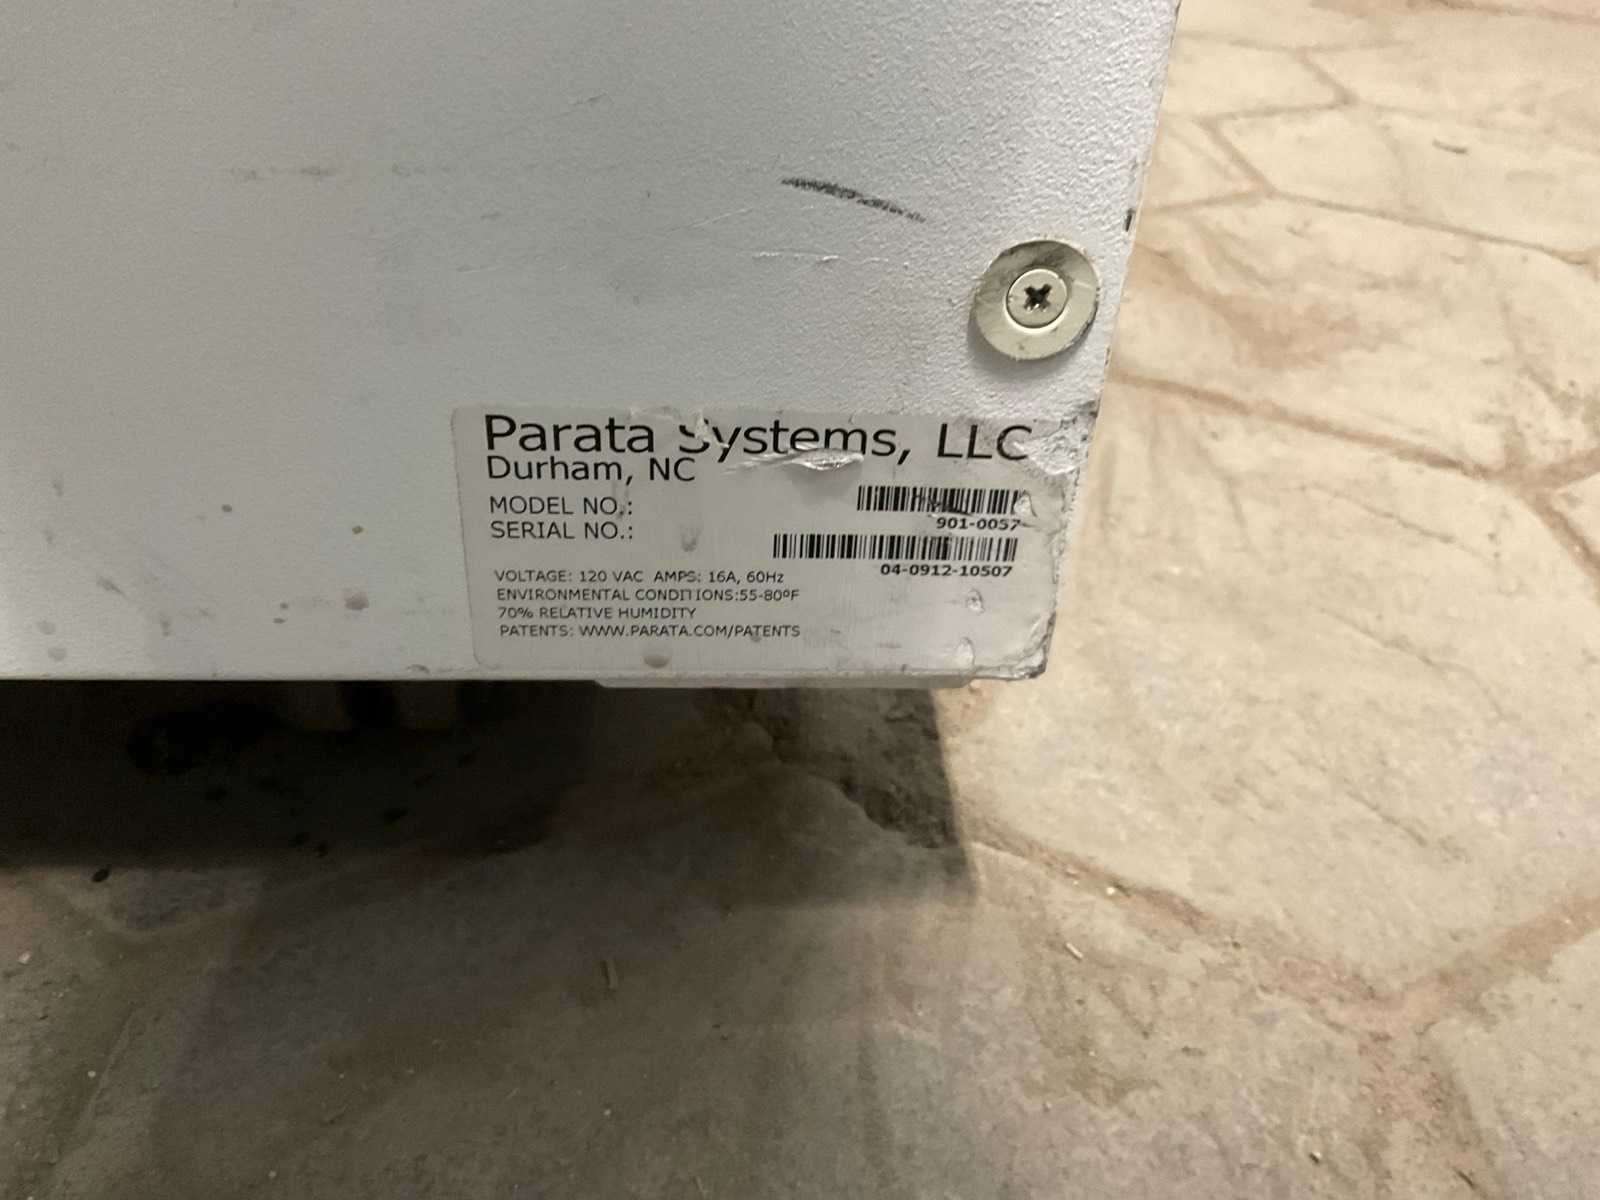 Parata Systems, LLC
Durham, NC
MODEL NO.:
901-0057
SERIAL NO.:
04-0912-10507
VOLTAGE: 120 VAC AMPS: 16A, 60Hz
ENVIRONMENTAL CONDITIONS:55-80ºF
70% RELATIVE HUMIDITY
PATENTS: WWW.PARATA.COM/PATENTS